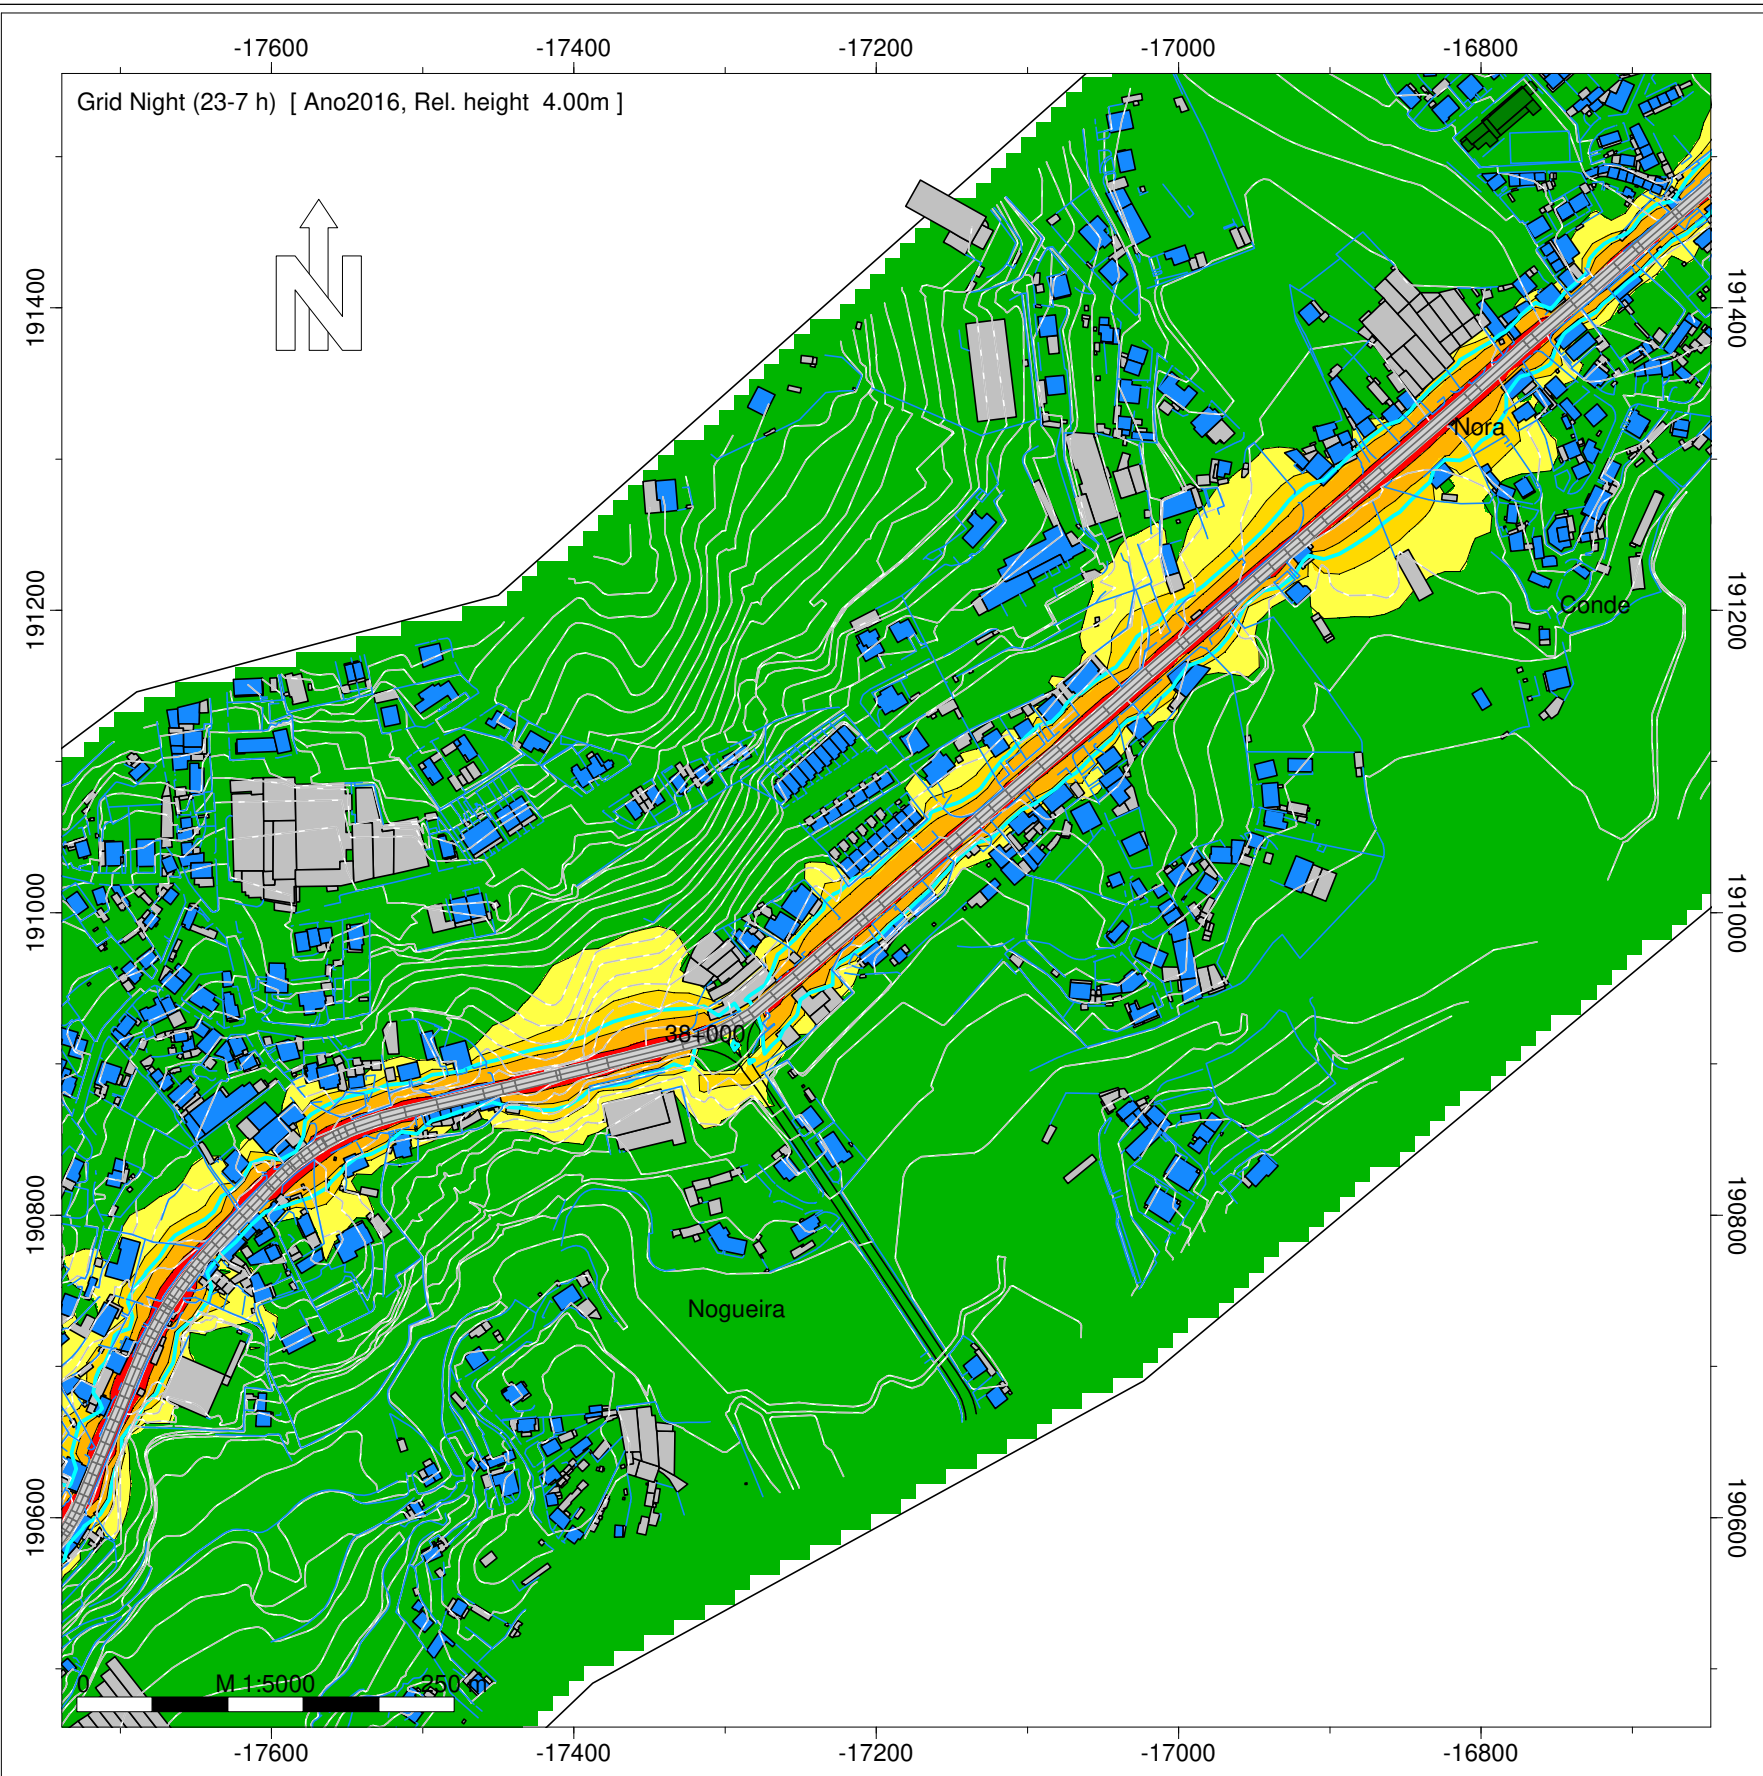 -17600 -17400 -17200 -17000 -16800
Grid Night (23-7 h) [ Ano2016, Rel. height 4.00m ]
N
191400 191400
Nora
191200 191200
Conde
191000 191000
38+000
190800 190800
Nogueira
190600 190600
0 M 1:5000 250 m
-17600 -17400 -17200 -17000 -16800